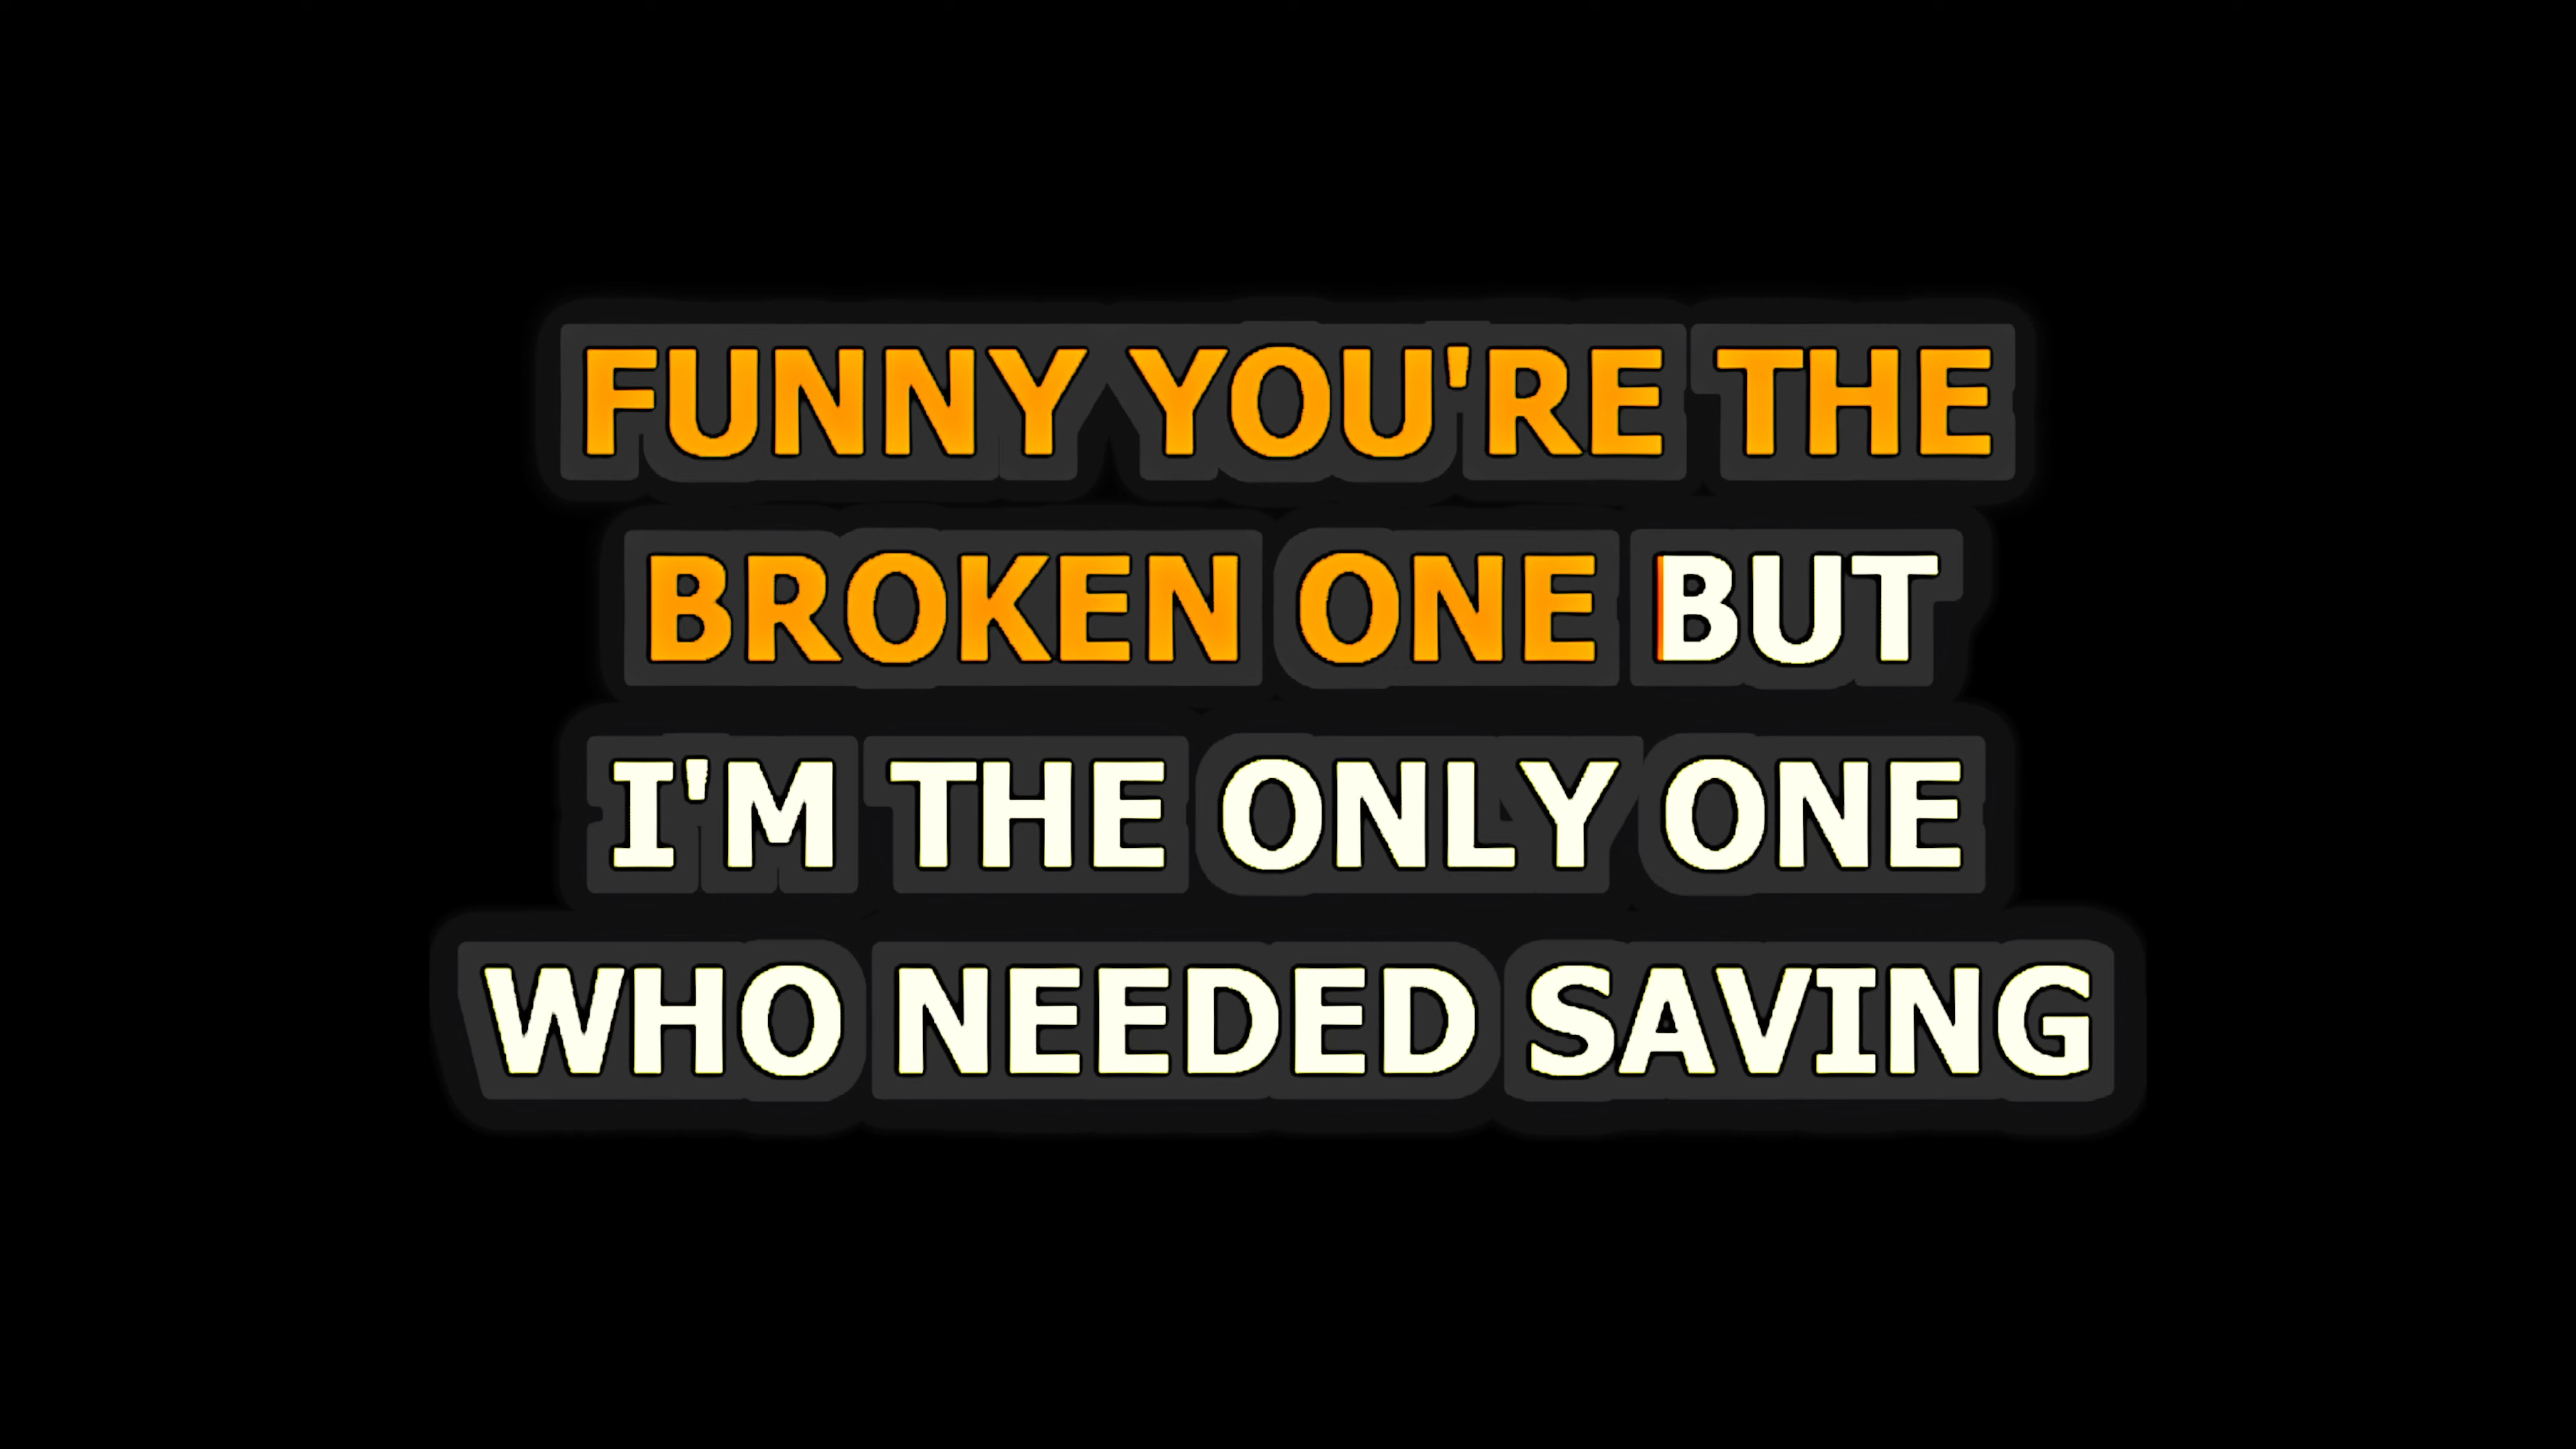 FUNNY YOU'RE THE
BROKEN ONE BUT
I'M THE ONLY ONE
WHO NEEDED SAVING